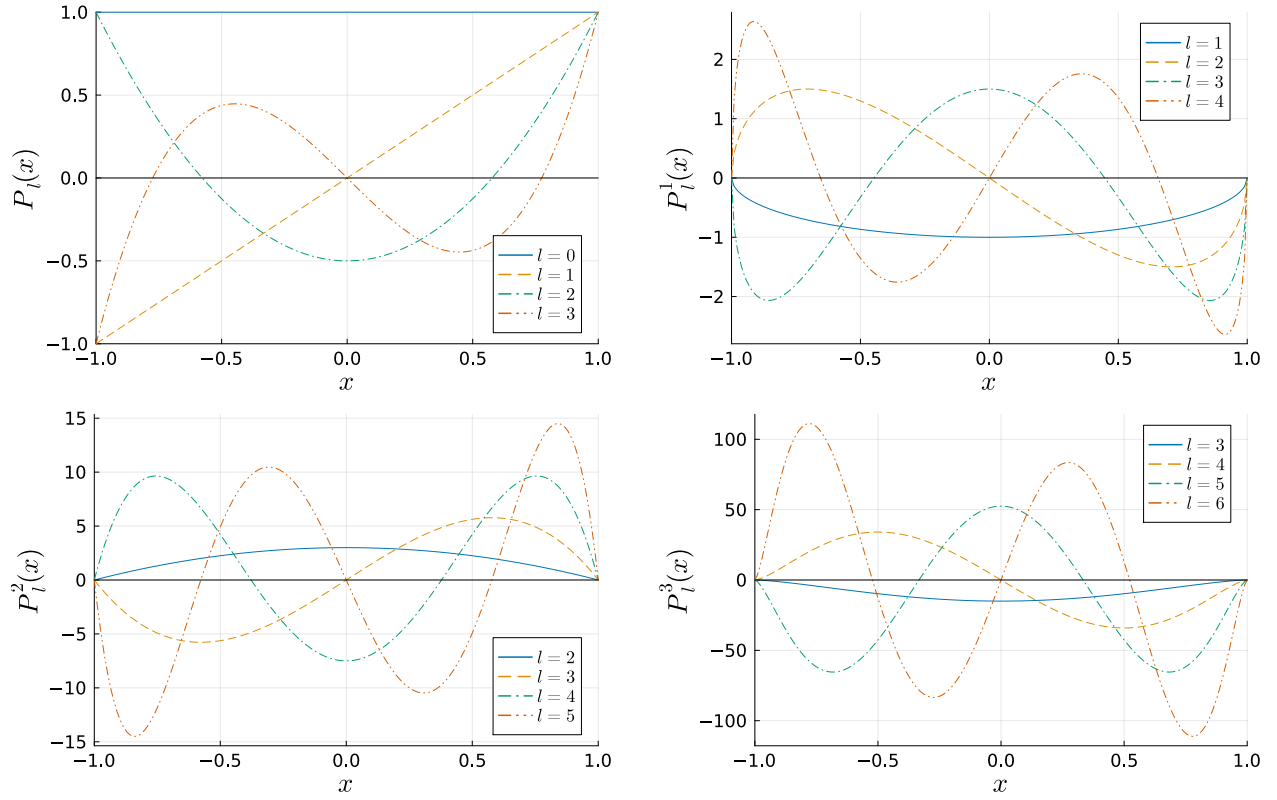 1.0
0.5
0.0
−0.5
−1.0
P_l(x)
−1.0 −0.5 0.0 0.5 1.0
x
l = 0
l = 1
l = 2
l = 3
2
1
0
−1
−2
P_l^1(x)
−1.0 −0.5 0.0 0.5 1.0
x
l = 1
l = 2
l = 3
l = 4
15
10
5
0
−5
−10
−15
P_l^2(x)
−1.0 −0.5 0.0 0.5 1.0
x
l = 2
l = 3
l = 4
l = 5
100
50
0
−50
−100
P_l^3(x)
−1.0 −0.5 0.0 0.5 1.0
x
l = 3
l = 4
l = 5
l = 6